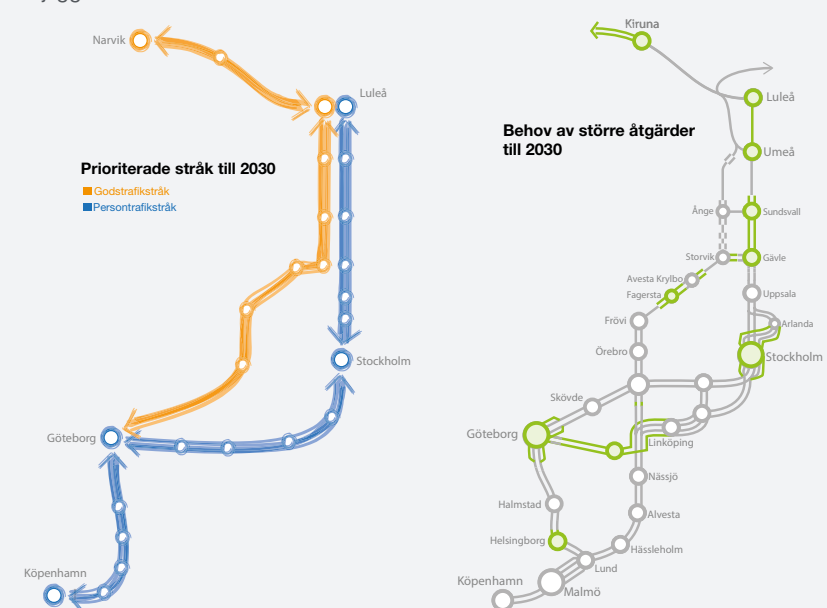 Narvik
Luleå
Prioriterade stråk till 2030
Godstrafikstråk
Persontrafikstråk
Stockholm
Göteborg
Köpenhamn
Kiruna
Luleå
Behov av större åtgärder
till 2030
Umeå
Ånge
Sundsvall
Storvik
Gävle
Avesta Krylbo
Fagersta
Uppsala
Frövi
Arlanda
Örebro
Stockholm
Skövde
Göteborg
Linköping
Nässjö
Halmstad
Alvesta
Helsingborg
Hässleholm
Lund
Köpenhamn
Malmö